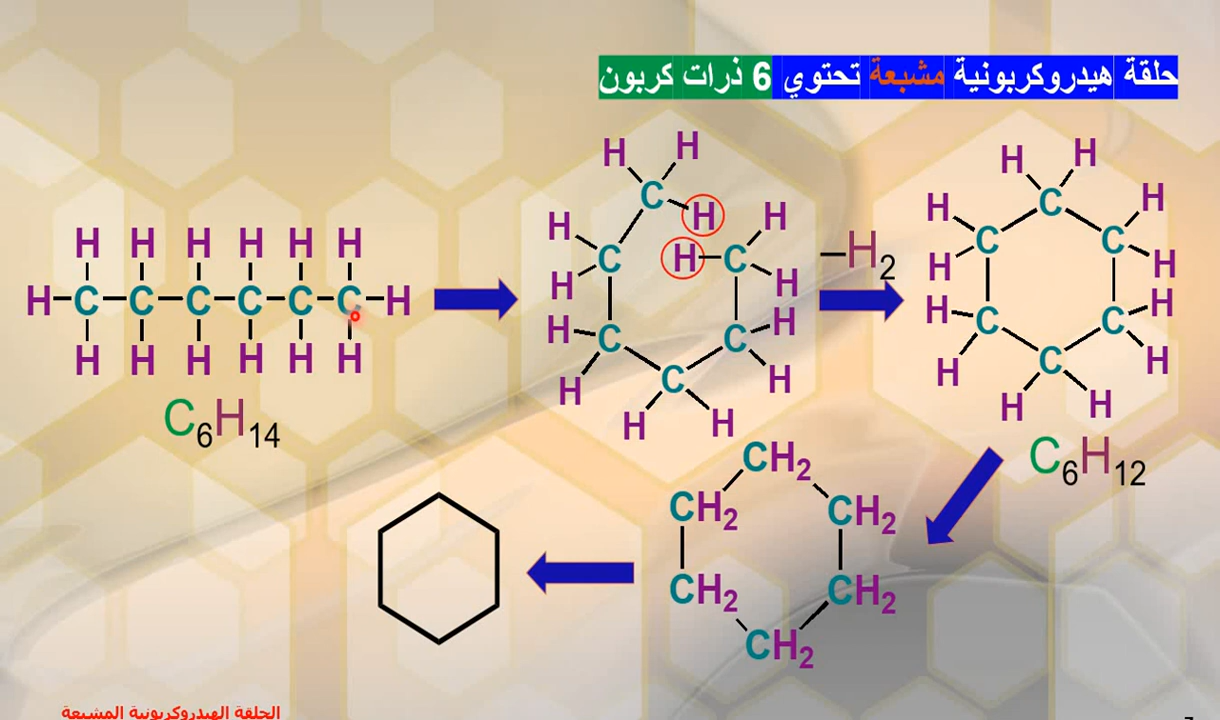 حلقة هيدروكربونية مشبعة تحتوي 6 ذرات كربون
H H H H H H
H–C–C–C–C–C–C–H
H H H H H H
C6H14
H H
C H
H H
C H C
H H
H C C H
H C H
H H
–H2
H H
H C H
C C
H H
H H
C C
H C H
H H
C6H12
CH2
CH2 CH2
CH2 CH2
CH2
الحلقة الهيدروكربونية المشبعة